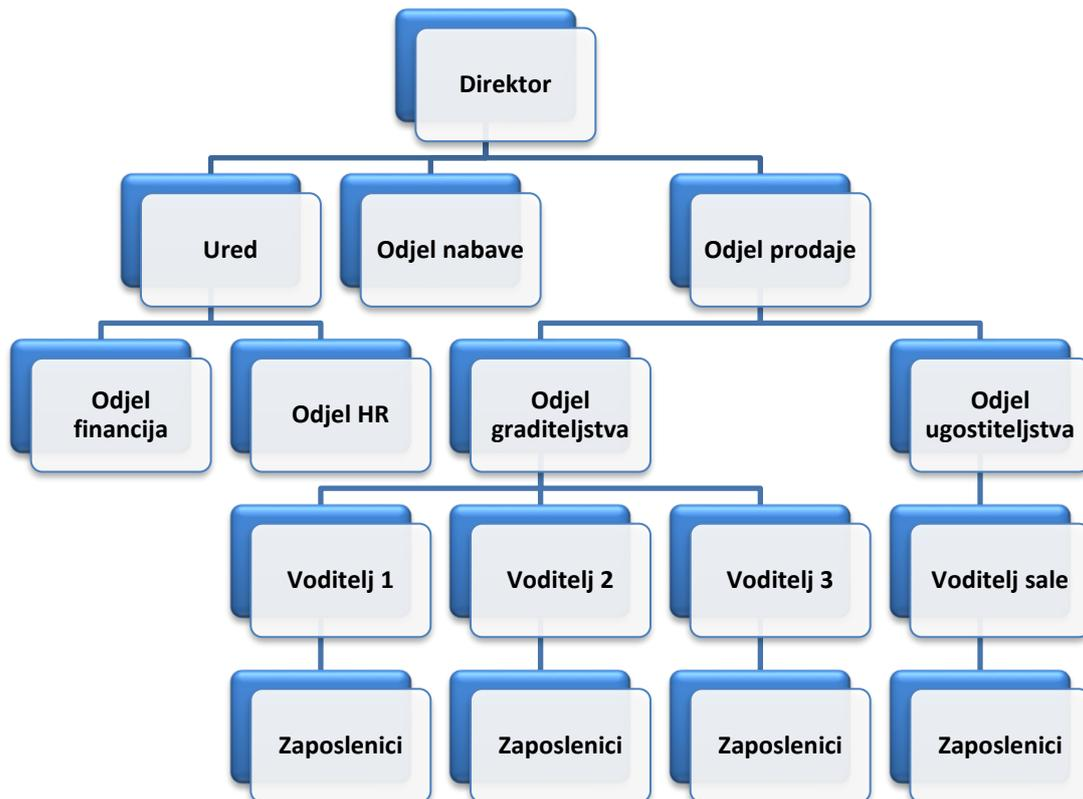 Direktor
Ured
Odjel nabave
Odjel prodaje
Odjel
financija
Odjel HR
Odjel
graditeljstva
Odjel
ugostiteljstva
Voditelj 1
Voditelj 2
Voditelj 3
Voditelj sale
Zaposlenici
Zaposlenici
Zaposlenici
Zaposlenici